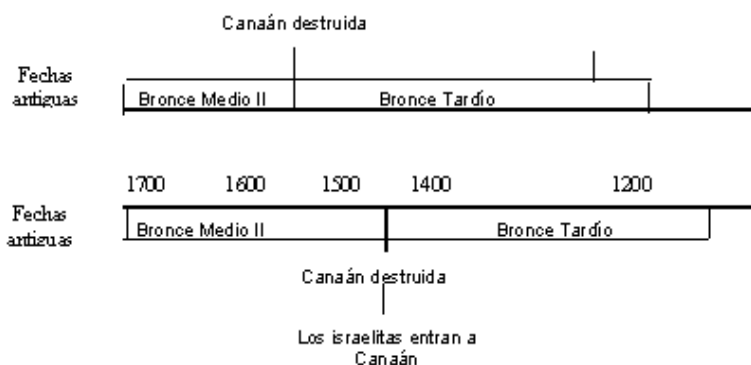 Canaán destruida
Fechas
antiguas
Bronce Medio II Bronce Tardío
1700 1600 1500 1400 1200
Fechas
antiguas
Bronce Medio II Bronce Tardío
Canaán destruida
Los israelitas entran a
Canaán